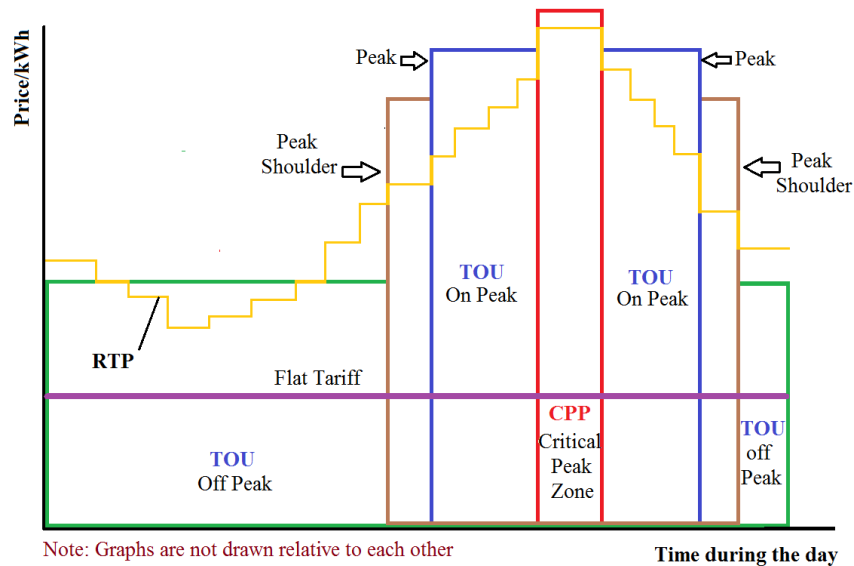 Price/kWh
Peak
Peak
Peak
Shoulder
Peak
Shoulder
TOU
On Peak
TOU
On Peak
RTP
Flat Tariff
CPP
Critical
Peak
Zone
TOU
off
Peak
TOU
Off Peak
Note: Graphs are not drawn relative to each other
Time during the day